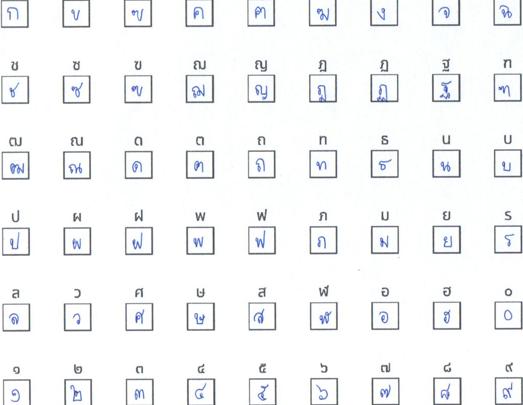 ก ข ฃ ค ฅ ฆ ง จ ฉ
ช ซ ฃ ฌ ญ ฎ ฏ ฐ ฑ
ช ซ ฃ ฌ ญ ฎ ฏ ฐ ฑ
ฒ ณ ด ต ถ ท ธ น บ
ฒ ณ ด ต ถ ท ธ น บ
ป ผ ฝ พ ฟ ภ ม ย ร
ป ผ ฝ พ ฟ ภ ม ย ร
ล ว ศ ษ ส ฬ อ ฮ ๐
ล ว ศ ษ ส ฬ อ ฮ ๐
๑ ๒ ๓ ๔ ๕ ๖ ๗ ๘ ๙
๑ ๒ ๓ ๔ ๕ ๖ ๗ ๘ ๙